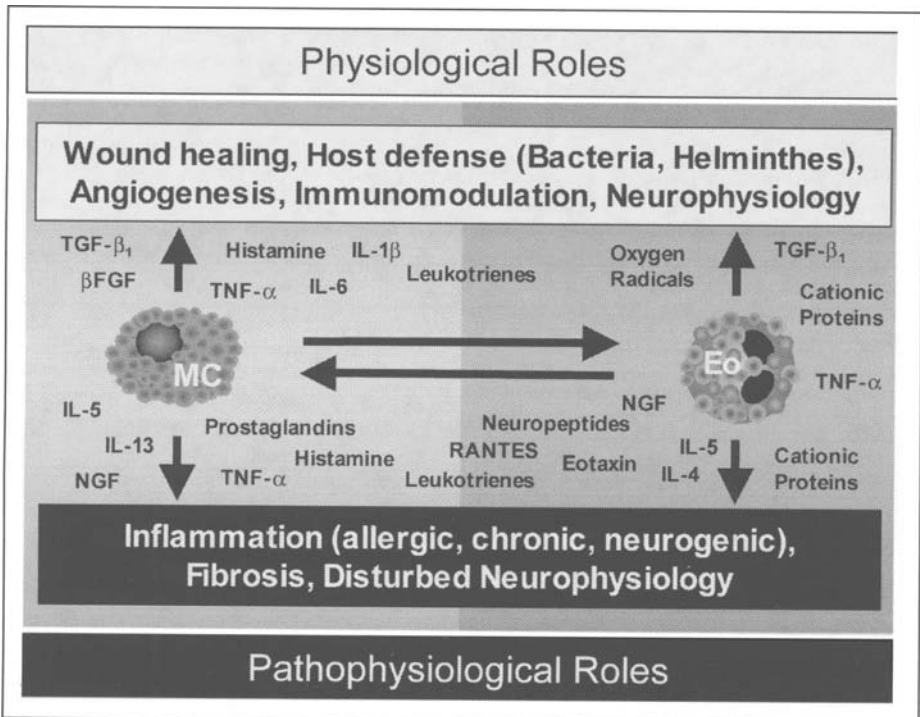 Physiological Roles
Wound healing, Host defense (Bacteria, Helminthes),
Angiogenesis, Immunomodulation, Neurophysiology
TGF-β₁
Histamine
IL-1β
Oxygen
Radicals
TGF-β₁
βFGF
Leukotrienes
TNF-α
IL-6
Cationic
Proteins
MC
Eo
TNF-α
IL-5
NGF
Prostaglandins
Neuropeptides
IL-13
Histamine
RANTES
Eotaxin
IL-5
IL-4
Cationic
Proteins
NGF
TNF-α
Leukotrienes
Inflammation (allergic, chronic, neurogenic),
Fibrosis, Disturbed Neurophysiology
Pathophysiological Roles